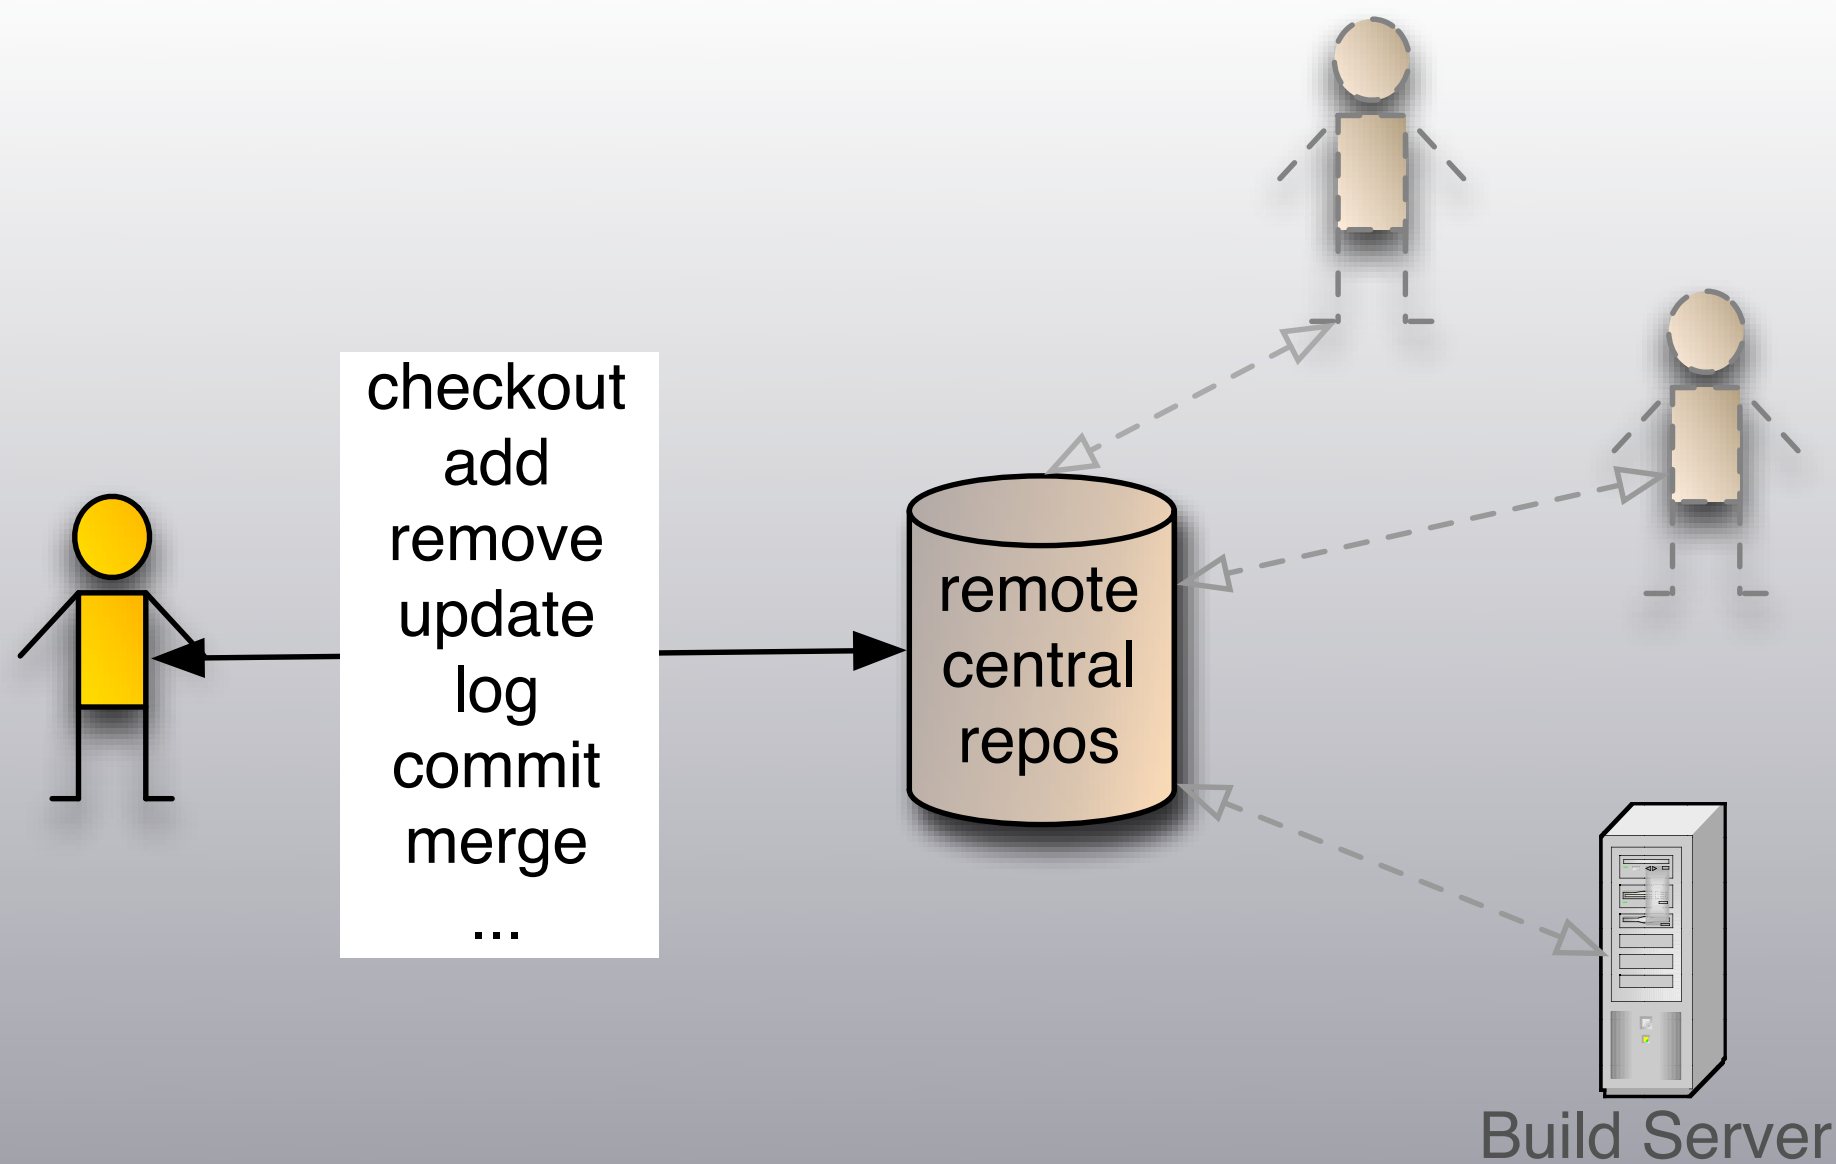 checkout
add
remove
update
log
commit
merge
...
remote
central
repos
Build Server